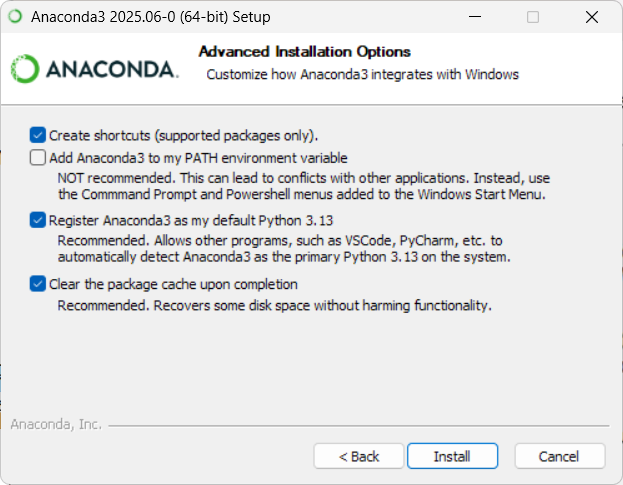 Anaconda3 2025.06-0 (64-bit) Setup
Advanced Installation Options
Customize how Anaconda3 integrates with Windows
ANACONDA.
Create shortcuts (supported packages only).
Add Anaconda3 to my PATH environment variable
NOT recommended. This can lead to conflicts with other applications. Instead, use
the Commmand Prompt and Powershell menus added to the Windows Start Menu.
Register Anaconda3 as my default Python 3.13
Recommended. Allows other programs, such as VSCode, PyCharm, etc. to
automatically detect Anaconda3 as the primary Python 3.13 on the system.
Clear the package cache upon completion
Recommended. Recovers some disk space without harming functionality.
Anaconda, Inc.
< Back
Install
Cancel